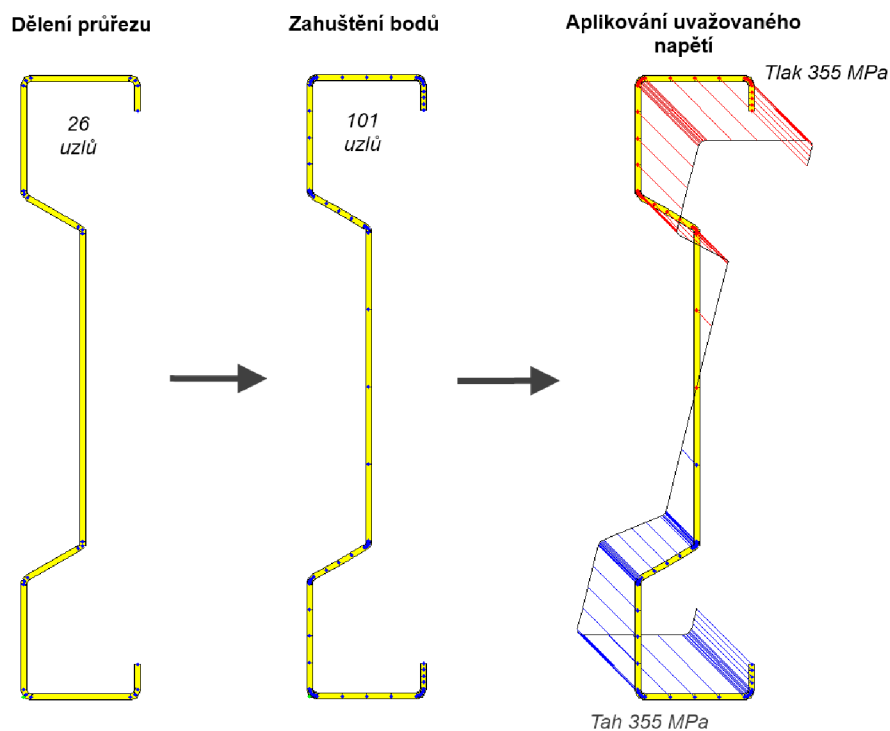 Dělení průřezu
Zahuštění bodů
Aplikování uvažovaného
napětí
Tlak 355 MPa
26
uzlů
101
uzlů
Tah 355 MPa